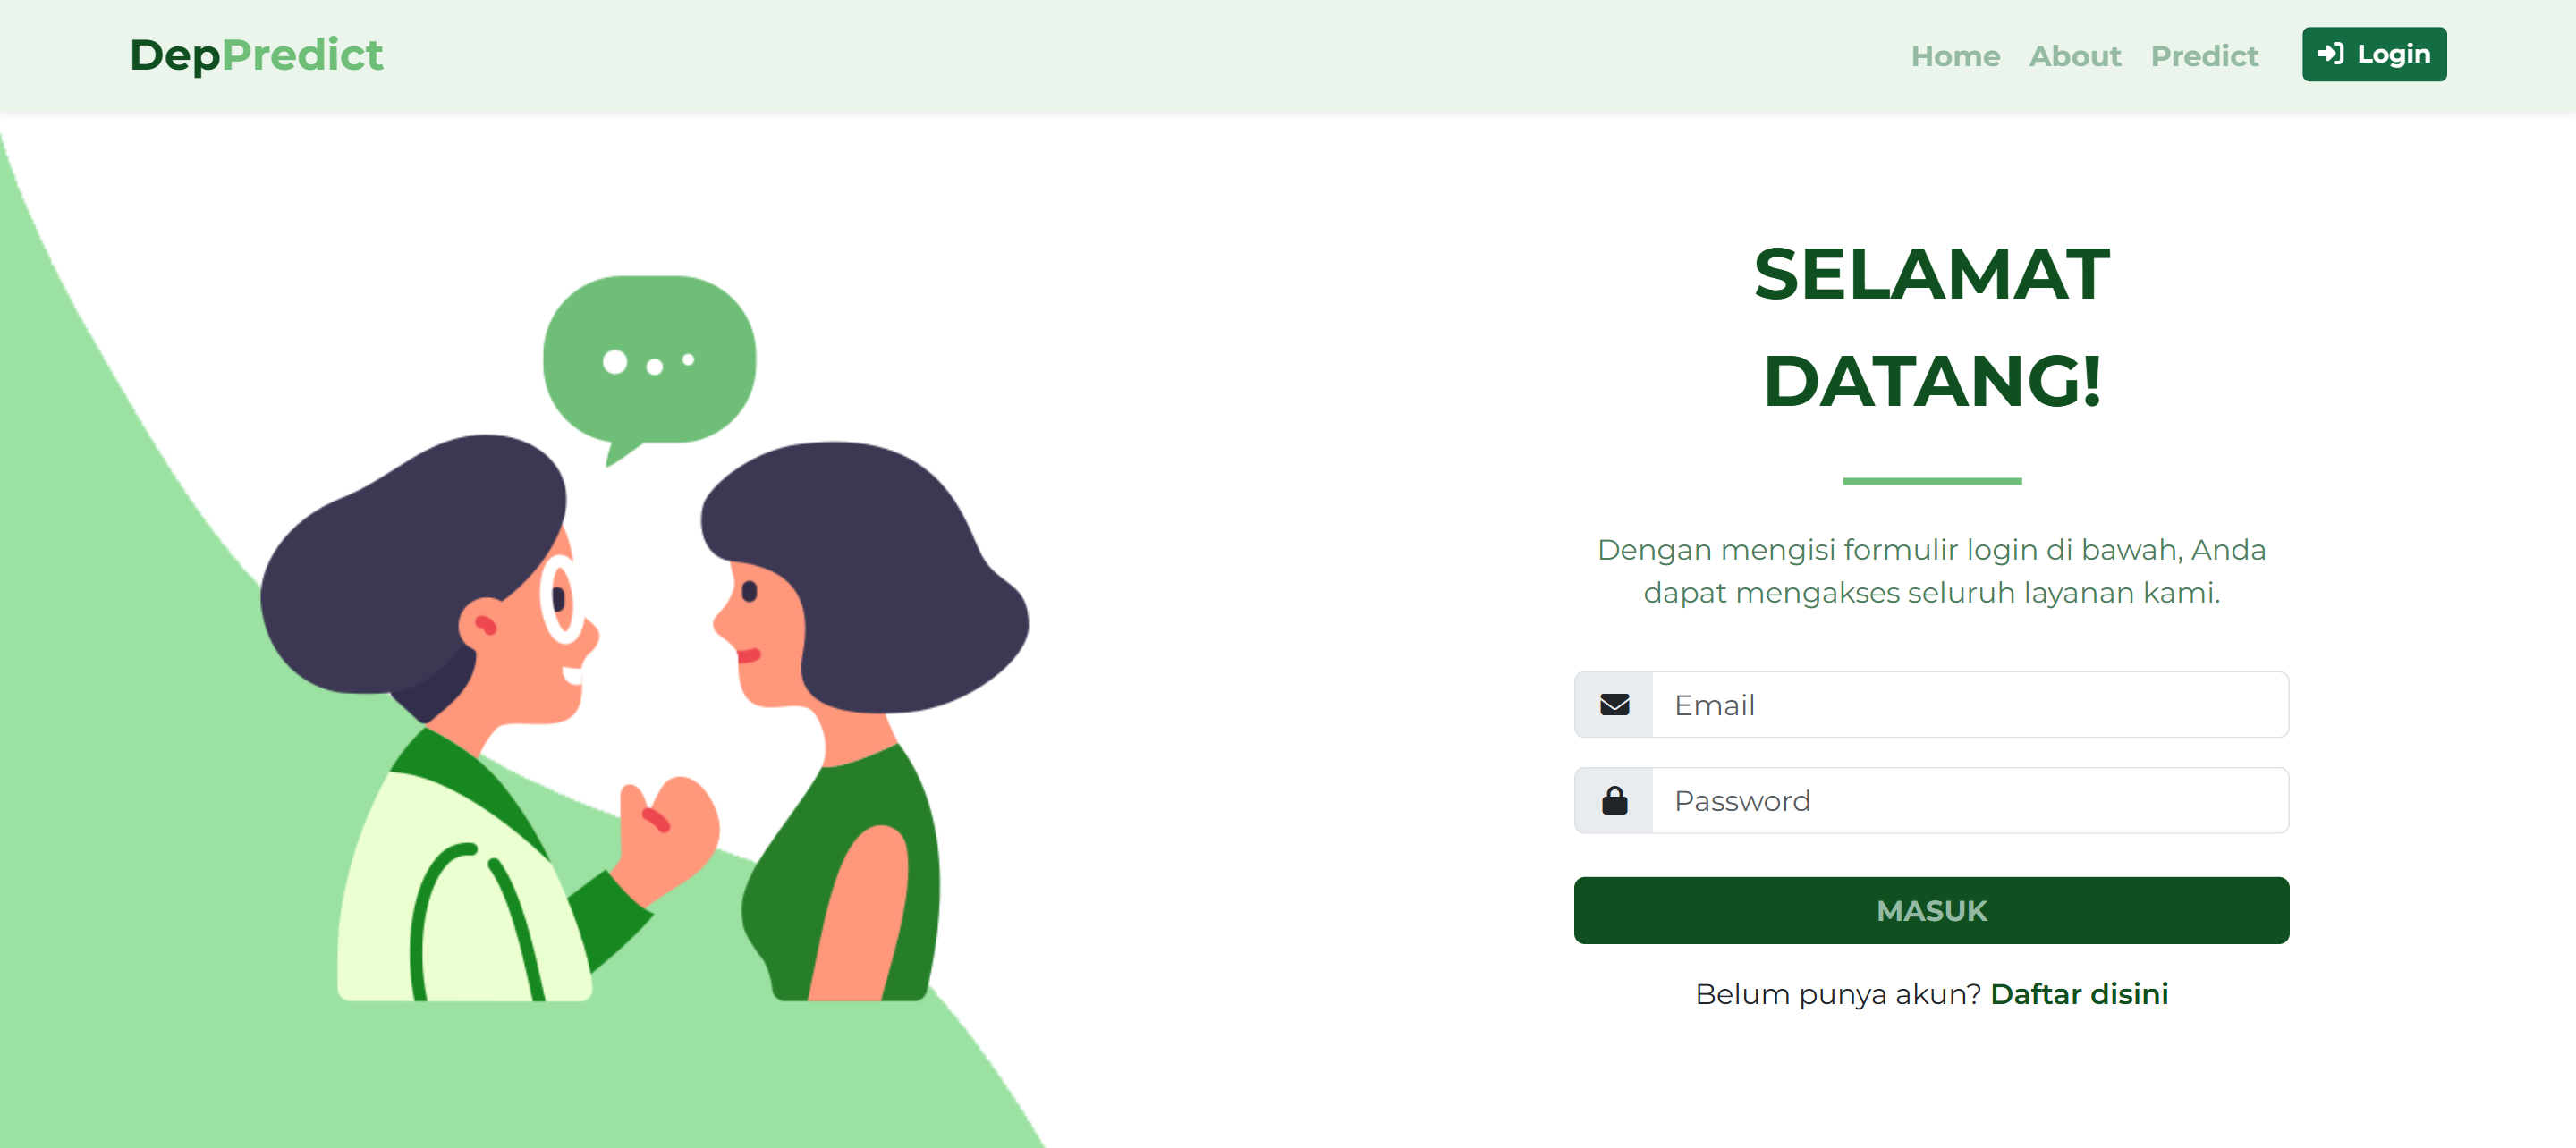 DepPredict
Home About Predict Login
SELAMAT
DATANG!
Dengan mengisi formulir login di bawah, Anda
dapat mengakses seluruh layanan kami.
Email
Password
MASUK
Belum punya akun? Daftar disini